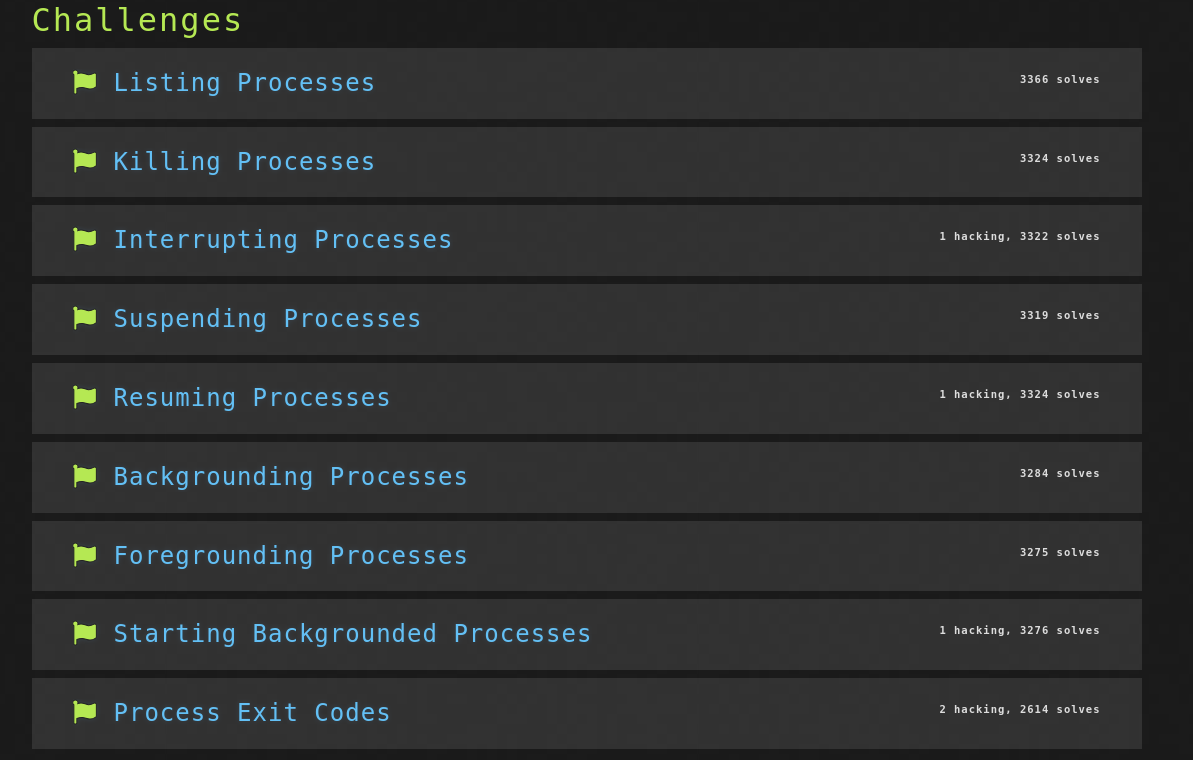 Challenges
Listing Processes 3366 solves
Killing Processes 3324 solves
Interrupting Processes 1 hacking, 3322 solves
Suspending Processes 3319 solves
Resuming Processes 1 hacking, 3324 solves
Backgrounding Processes 3284 solves
Foregrounding Processes 3275 solves
Starting Backgrounded Processes 1 hacking, 3276 solves
Process Exit Codes 2 hacking, 2614 solves